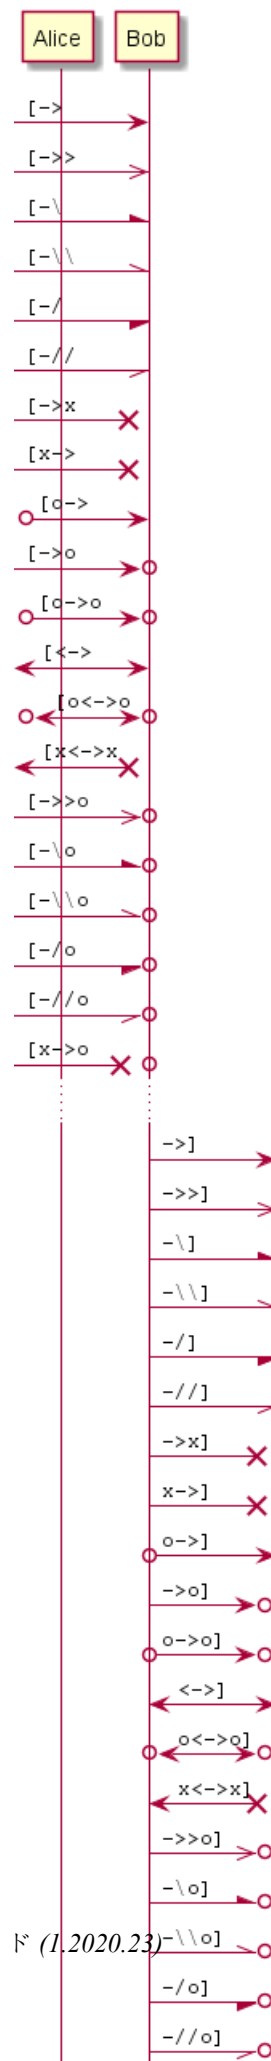 Alice Bob
[->
[->>
[-\
[-\\
[-/
[-//
[->x
[x->
[o->
[->o
[o->o
[<->
[o<->o
[x<->x
[->>o
[-\o
[-\\o
[-/o
[-//o
[x->o
->]
->>]
-\]
-\\]
-/]
-//]
->x]
x->]
o->]
->o]
o->o]
<->]
o<->o]
x<->x]
->>o]
-\o]
ド (1.2020.23) -\\o]
-/o]
-//o]